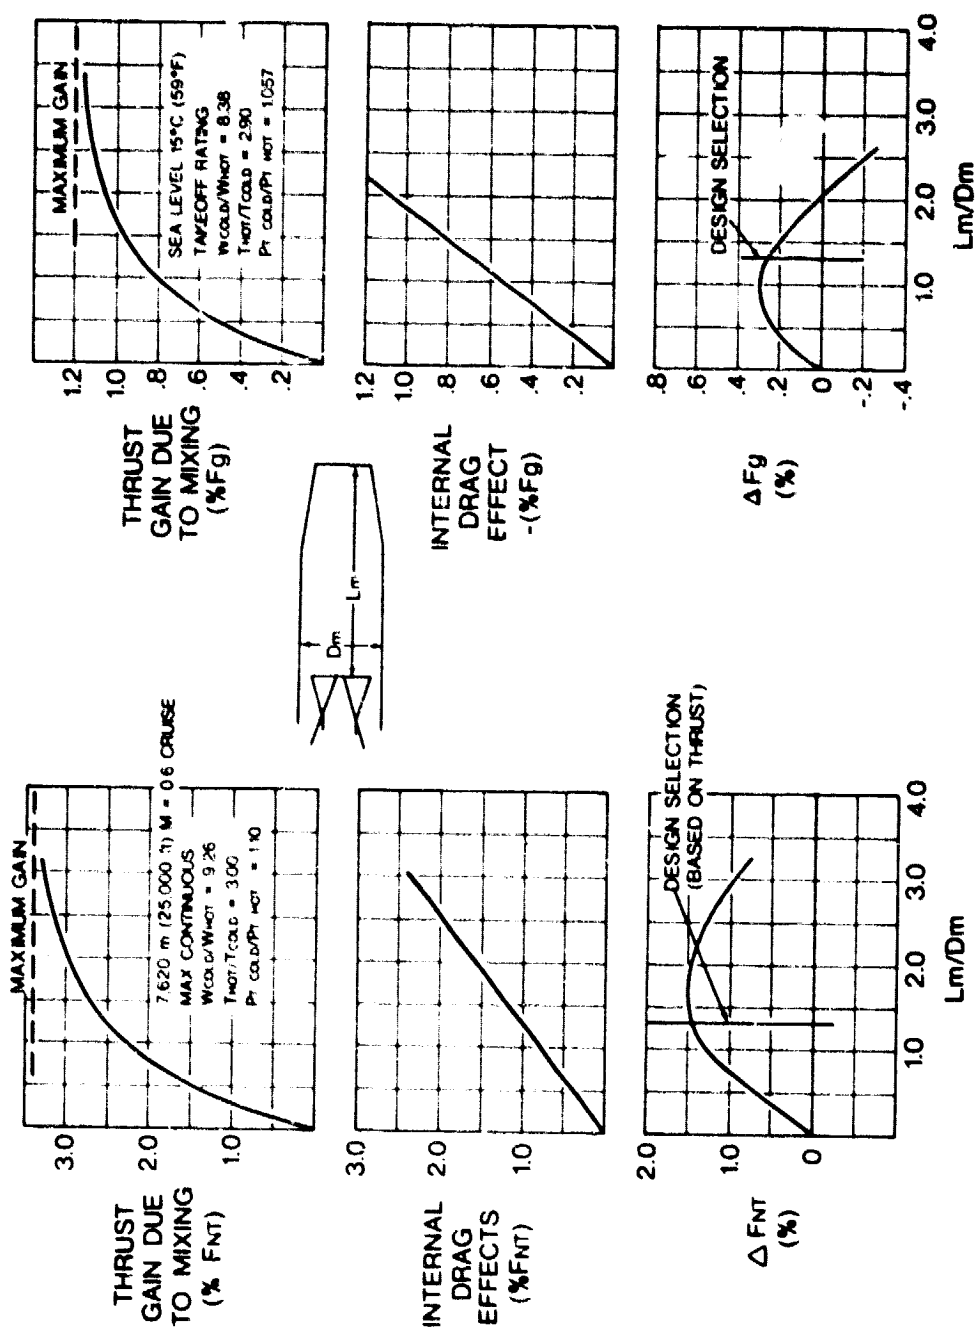 THRUST
GAIN DUE
TO MIXING
(% FNT)
3.0
2.0
1.0
MAXIMUM GAIN
7,620 m (25,000 ft) M = 0.6 CRUISE
MAX CONTINUOUS
WCOLD/WHOT = 9.26
THOT/TCOLD = 3.00
PT COLD/PT HOT = 1.10
INTERNAL
DRAG
EFFECTS
(%FNT)
3.0
2.0
1.0
Δ FNT
(%)
2.0
1.0
0
DESIGN SELECTION
(BASED ON THRUST)
1.0
2.0
3.0
4.0
Lm/Dm
Dm
Lm
THRUST
GAIN DUE
TO MIXING
(%Fg)
1.2
1.0
.8
.6
.4
.2
MAXIMUM GAIN
SEA LEVEL 15°C (59°F)
TAKEOFF RATING
WCOLD/WHOT = 8.38
THOT/TCOLD = 2.90
PT COLD/PT HOT = 1.057
INTERNAL
DRAG
EFFECT
-(%Fg)
1.2
1.0
.8
.6
.4
.2
Δ Fg
(%)
.8
.6
.4
.2
0
-.2
-.4
DESIGN SELECTION
1.0
2.0
3.0
4.0
Lm/Dm